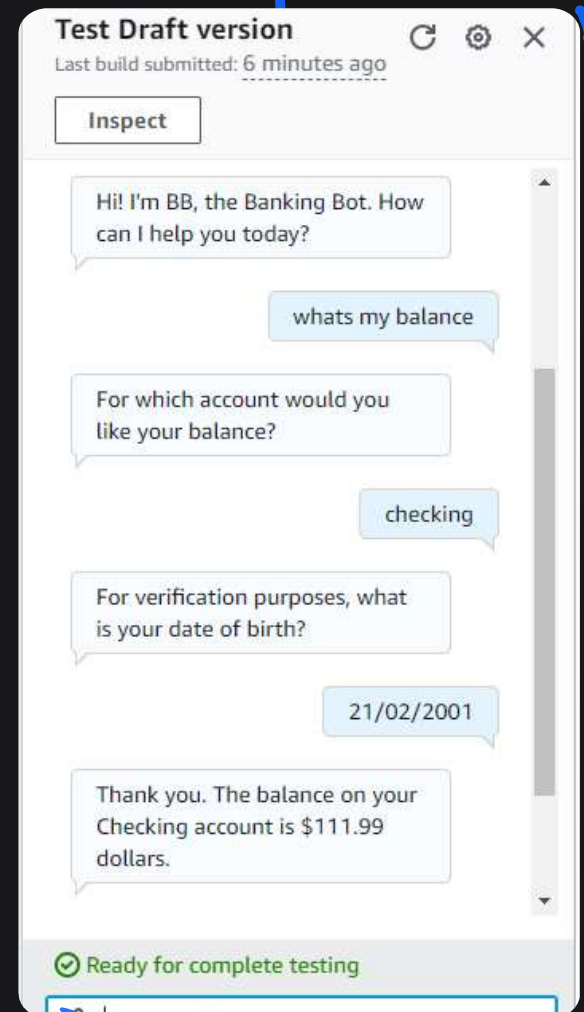 Test Draft version
Last build submitted: 6 minutes ago
Inspect
Hi! I'm BB, the Banking Bot. How
can I help you today?
whats my balance
For which account would you
like your balance?
checking
For verification purposes, what
is your date of birth?
21/02/2001
Thank you. The balance on your
Checking account is $111.99
dollars.
Ready for complete testing